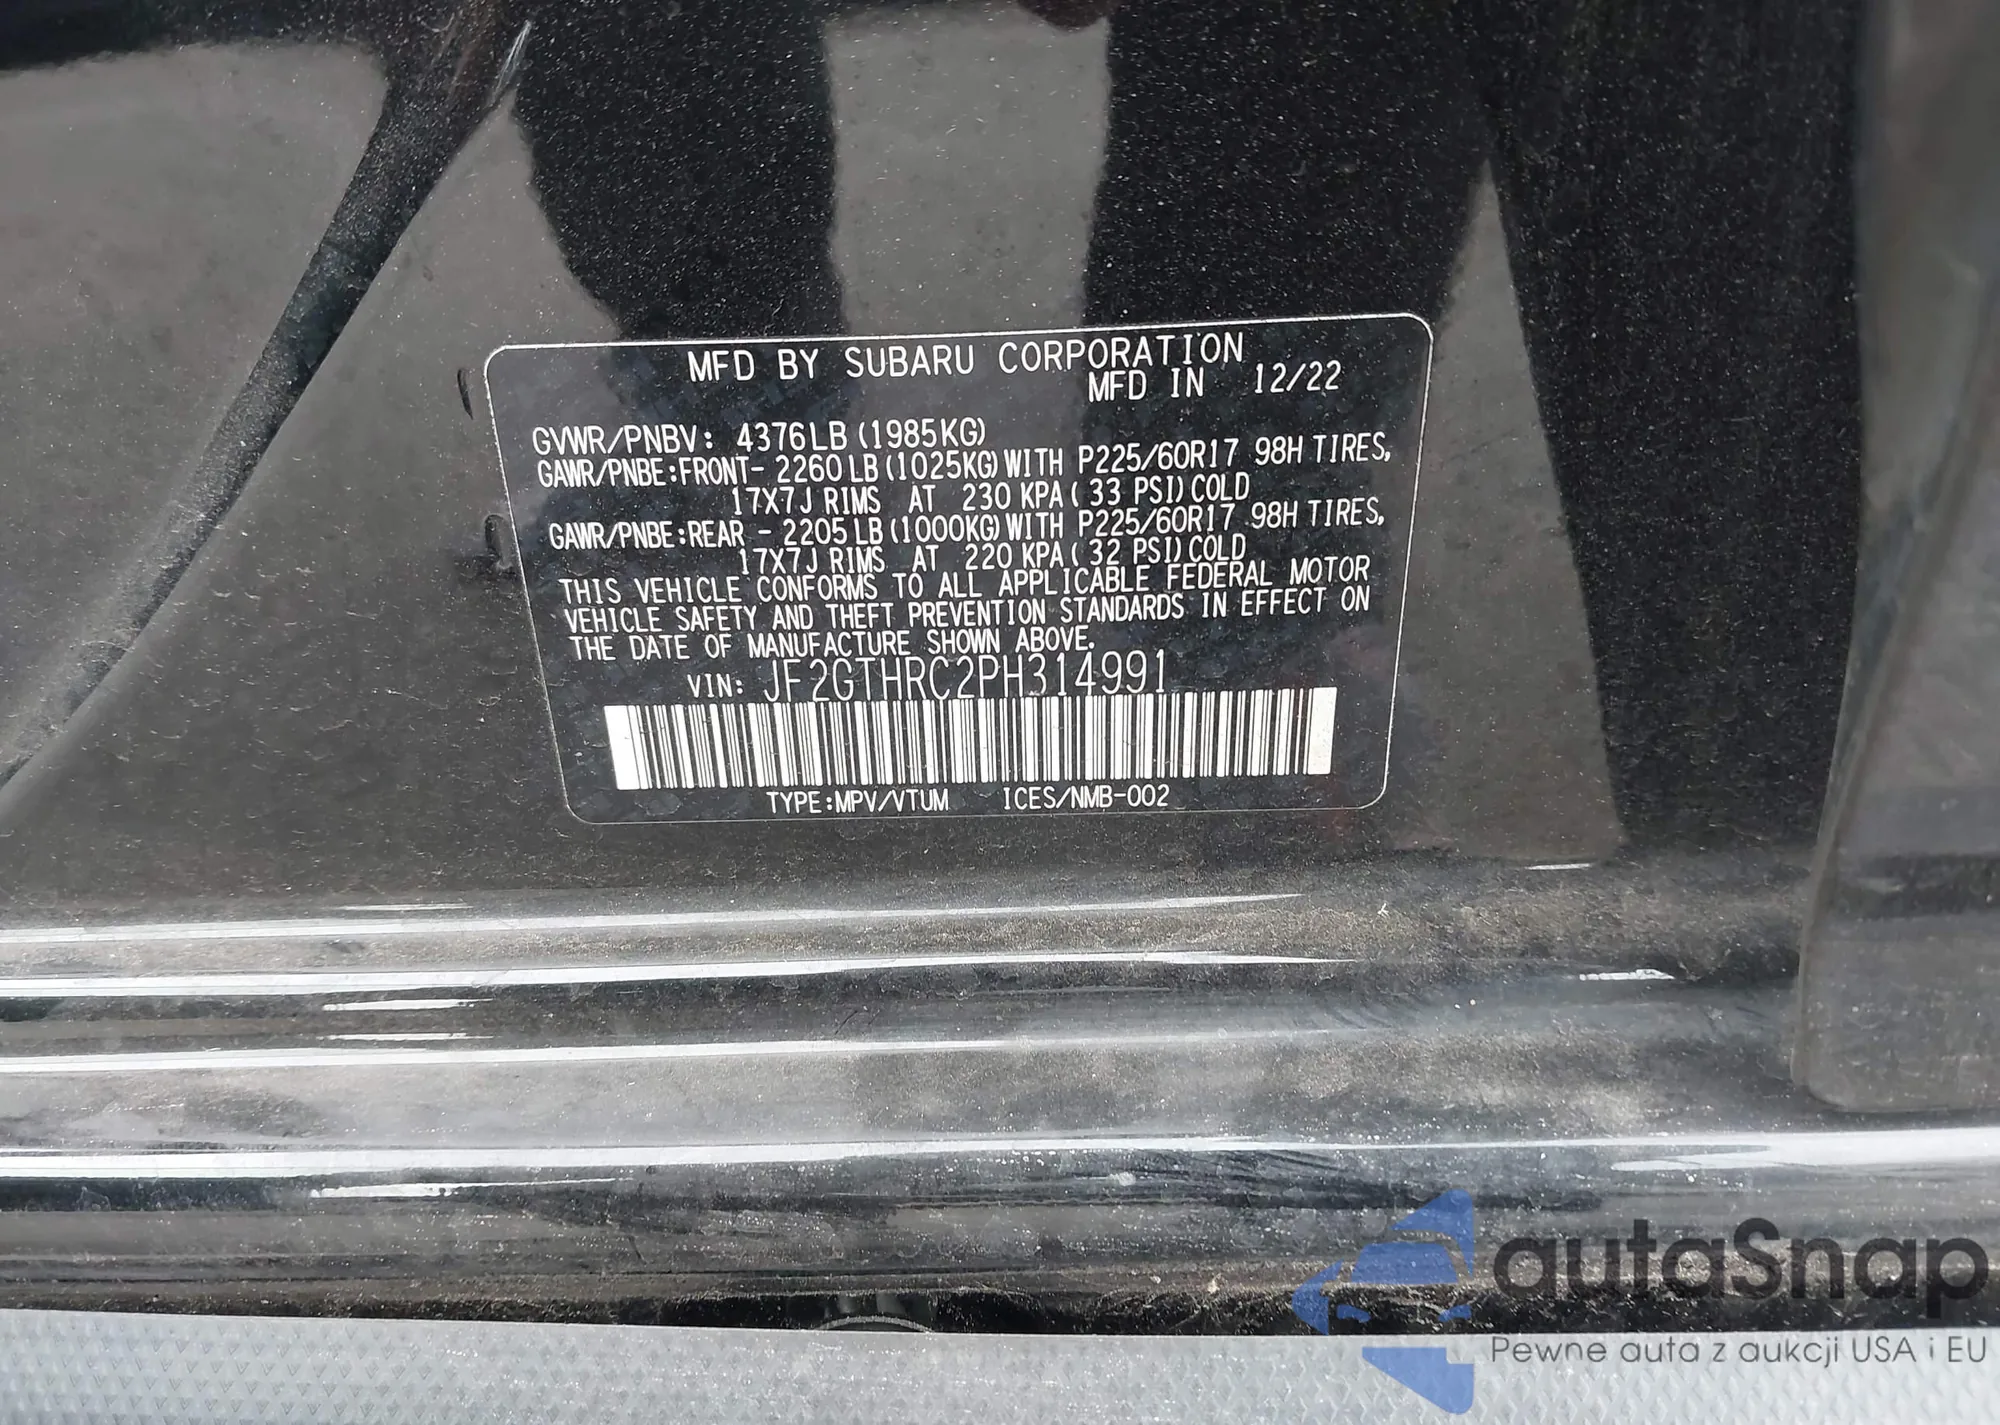 MFD BY SUBARU CORPORATION
MFD IN 12/22
GVWR/PNBV: 4376LB (1985KG)
GAWR/PNBE:FRONT- 2260 LB (1025KG) WITH P225/60R17 98H TIRES,
17X7J RIMS AT 230 KPA ( 33 PSI) COLD
GAWR/PNBE:REAR - 2205 LB (1000KG) WITH P225/60R17 98H TIRES,
17X7J RIMS AT 220 KPA ( 32 PSI) COLD
THIS VEHICLE CONFORMS TO ALL APPLICABLE FEDERAL MOTOR
VEHICLE SAFETY AND THEFT PREVENTION STANDARDS IN EFFECT ON
THE DATE OF MANUFACTURE SHOWN ABOVE.
VIN: JF2GTHRC2PH314991
TYPE:MPV/VTUM ICES/NMB-002
autaSnap
Pewne auta z aukcji USA i EU